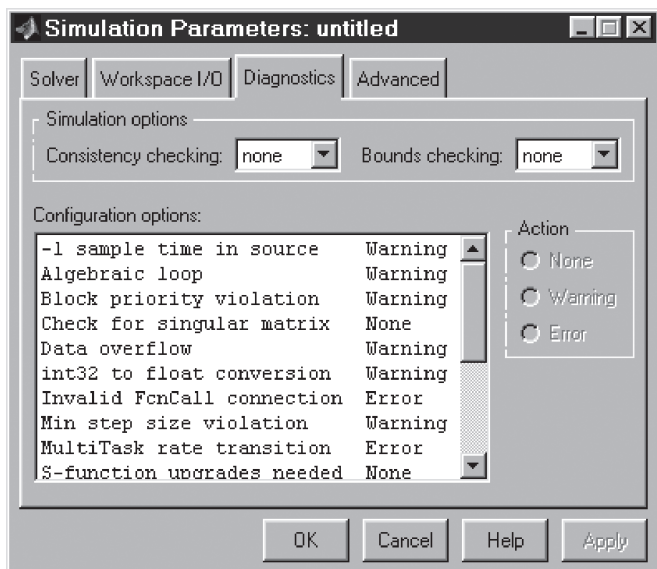 Simulation Parameters: untitled
Solver Workspace I/O Diagnostics Advanced
Simulation options
Consistency checking: none Bounds checking: none
Configuration options:
Action
-1 sample time in source Warning
Algebraic loop Warning
Block priority violation Warning
Check for singular matrix None
Data overflow Warning
int32 to float conversion Warning
Invalid FcnCall connection Error
Min step size violation Warning
MultiTask rate transition Error
S-function upgrades needed None
None
Warning
Error
OK Cancel Help Apply